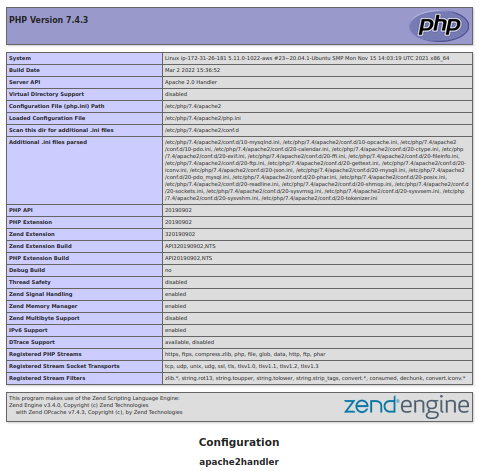 PHP Version 7.4.3
php
System Linux ip-172-31-26-181 5.11.0-1022-aws #23~20.04.1-Ubuntu SMP Mon Nov 15 14:03:19 UTC 2021 x86_64
Build Date Mar 2 2022 15:36:52
Server API Apache 2.0 Handler
Virtual Directory Support disabled
Configuration File (php.ini) Path /etc/php/7.4/apache2
Loaded Configuration File /etc/php/7.4/apache2/php.ini
Scan this dir for additional .ini files /etc/php/7.4/apache2/conf.d
Additional .ini files parsed /etc/php/7.4/apache2/conf.d/10-mysqlnd.ini, /etc/php/7.4/apache2/conf.d/10-opcache.ini, /etc/php/7.4/apache2
/conf.d/10-pdo.ini, /etc/php/7.4/apache2/conf.d/20-calendar.ini, /etc/php/7.4/apache2/conf.d/20-ctype.ini, /etc/php
/7.4/apache2/conf.d/20-exif.ini, /etc/php/7.4/apache2/conf.d/20-ffi.ini, /etc/php/7.4/apache2/conf.d/20-fileinfo.ini,
/etc/php/7.4/apache2/conf.d/20-ftp.ini, /etc/php/7.4/apache2/conf.d/20-gettext.ini, /etc/php/7.4/apache2/conf.d/20-
iconv.ini, /etc/php/7.4/apache2/conf.d/20-json.ini, /etc/php/7.4/apache2/conf.d/20-mysqli.ini, /etc/php/7.4/apache2
/conf.d/20-pdo_mysql.ini, /etc/php/7.4/apache2/conf.d/20-phar.ini, /etc/php/7.4/apache2/conf.d/20-posix.ini,
/etc/php/7.4/apache2/conf.d/20-readline.ini, /etc/php/7.4/apache2/conf.d/20-shmop.ini, /etc/php/7.4/apache2/conf.d
/20-sockets.ini, /etc/php/7.4/apache2/conf.d/20-sysvmsg.ini, /etc/php/7.4/apache2/conf.d/20-sysvsem.ini, /etc/php
/7.4/apache2/conf.d/20-sysvshm.ini, /etc/php/7.4/apache2/conf.d/20-tokenizer.ini
PHP API 20190902
PHP Extension 20190902
Zend Extension 320190902
Zend Extension Build API320190902,NTS
PHP Extension Build API20190902,NTS
Debug Build no
Thread Safety disabled
Zend Signal Handling enabled
Zend Memory Manager enabled
Zend Multibyte Support disabled
IPv6 Support enabled
DTrace Support available, disabled
Registered PHP Streams https, ftps, compress.zlib, php, file, glob, data, http, ftp, phar
Registered Stream Socket Transports tcp, udp, unix, udg, ssl, tls, tlsv1.0, tlsv1.1, tlsv1.2, tlsv1.3
Registered Stream Filters zlib.*, string.rot13, string.toupper, string.tolower, string.strip_tags, convert.*, consumed, dechunk, convert.iconv.*
This program makes use of the Zend Scripting Language Engine:
Zend Engine v3.4.0, Copyright (c) Zend Technologies
with Zend OPcache v7.4.3, Copyright (c), by Zend Technologies
zend engine
Configuration
apache2handler